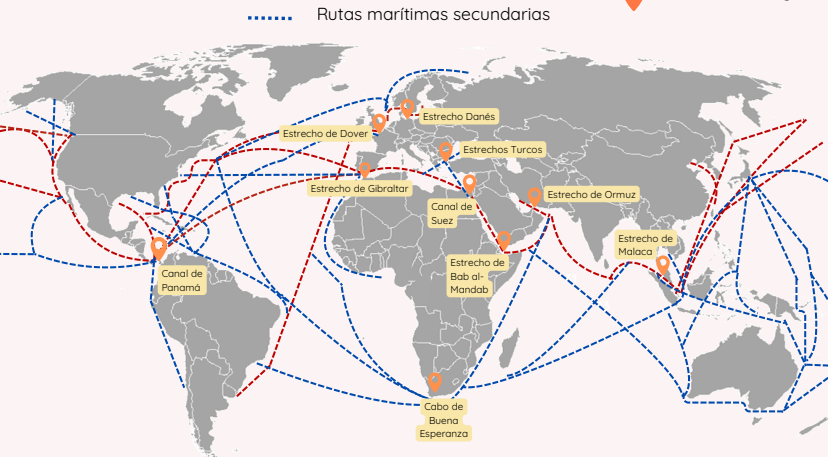 Rutas marítimas secundarias
Estrecho Danés
Estrecho de Dover
Estrechos Turcos
Estrecho de Gibraltar
Estrecho de Ormuz
Canal de
Suez
Estrecho de
Malaca
Estrecho de
Bab al-
Mandab
Canal de
Panamá
Cabo de
Buena
Esperanza